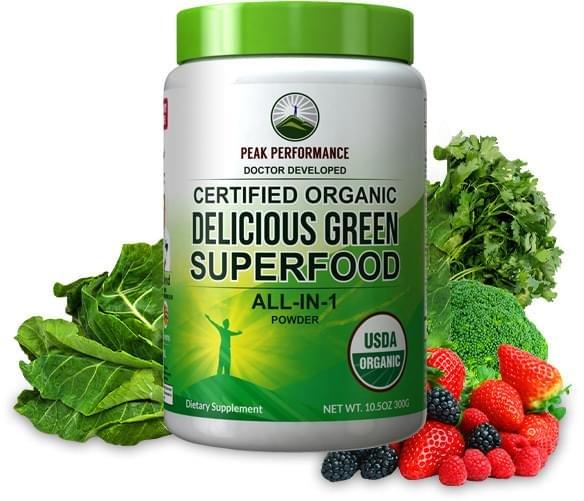 PEAK PERFORMANCE
DOCTOR DEVELOPED
CERTIFIED ORGANIC
DELICIOUS GREEN
SUPERFOOD
ALL-IN-1
POWDER
USDA
ORGANIC
Dietary Supplement
NET WT. 10.5OZ 300G